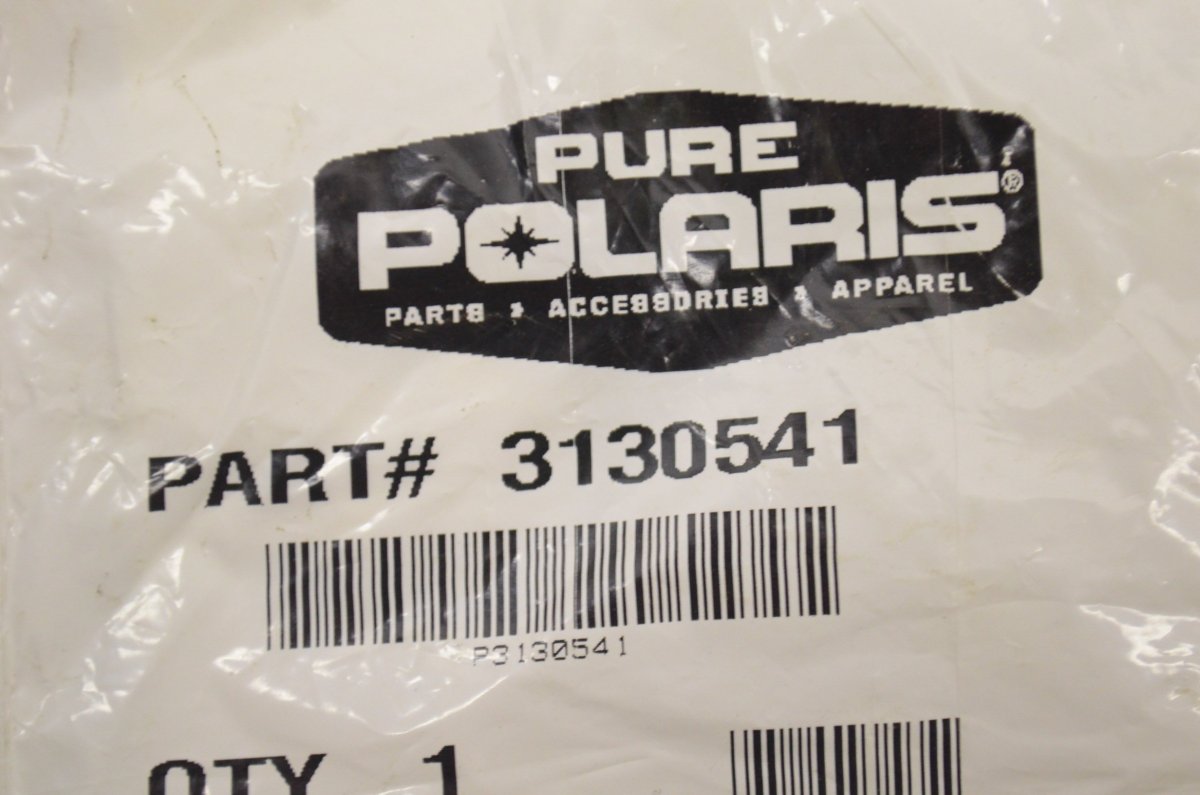 PURE
POLARIS®
PARTS • ACCESSORIES • APPAREL
PART# 3130541
P3130541
QTY 1